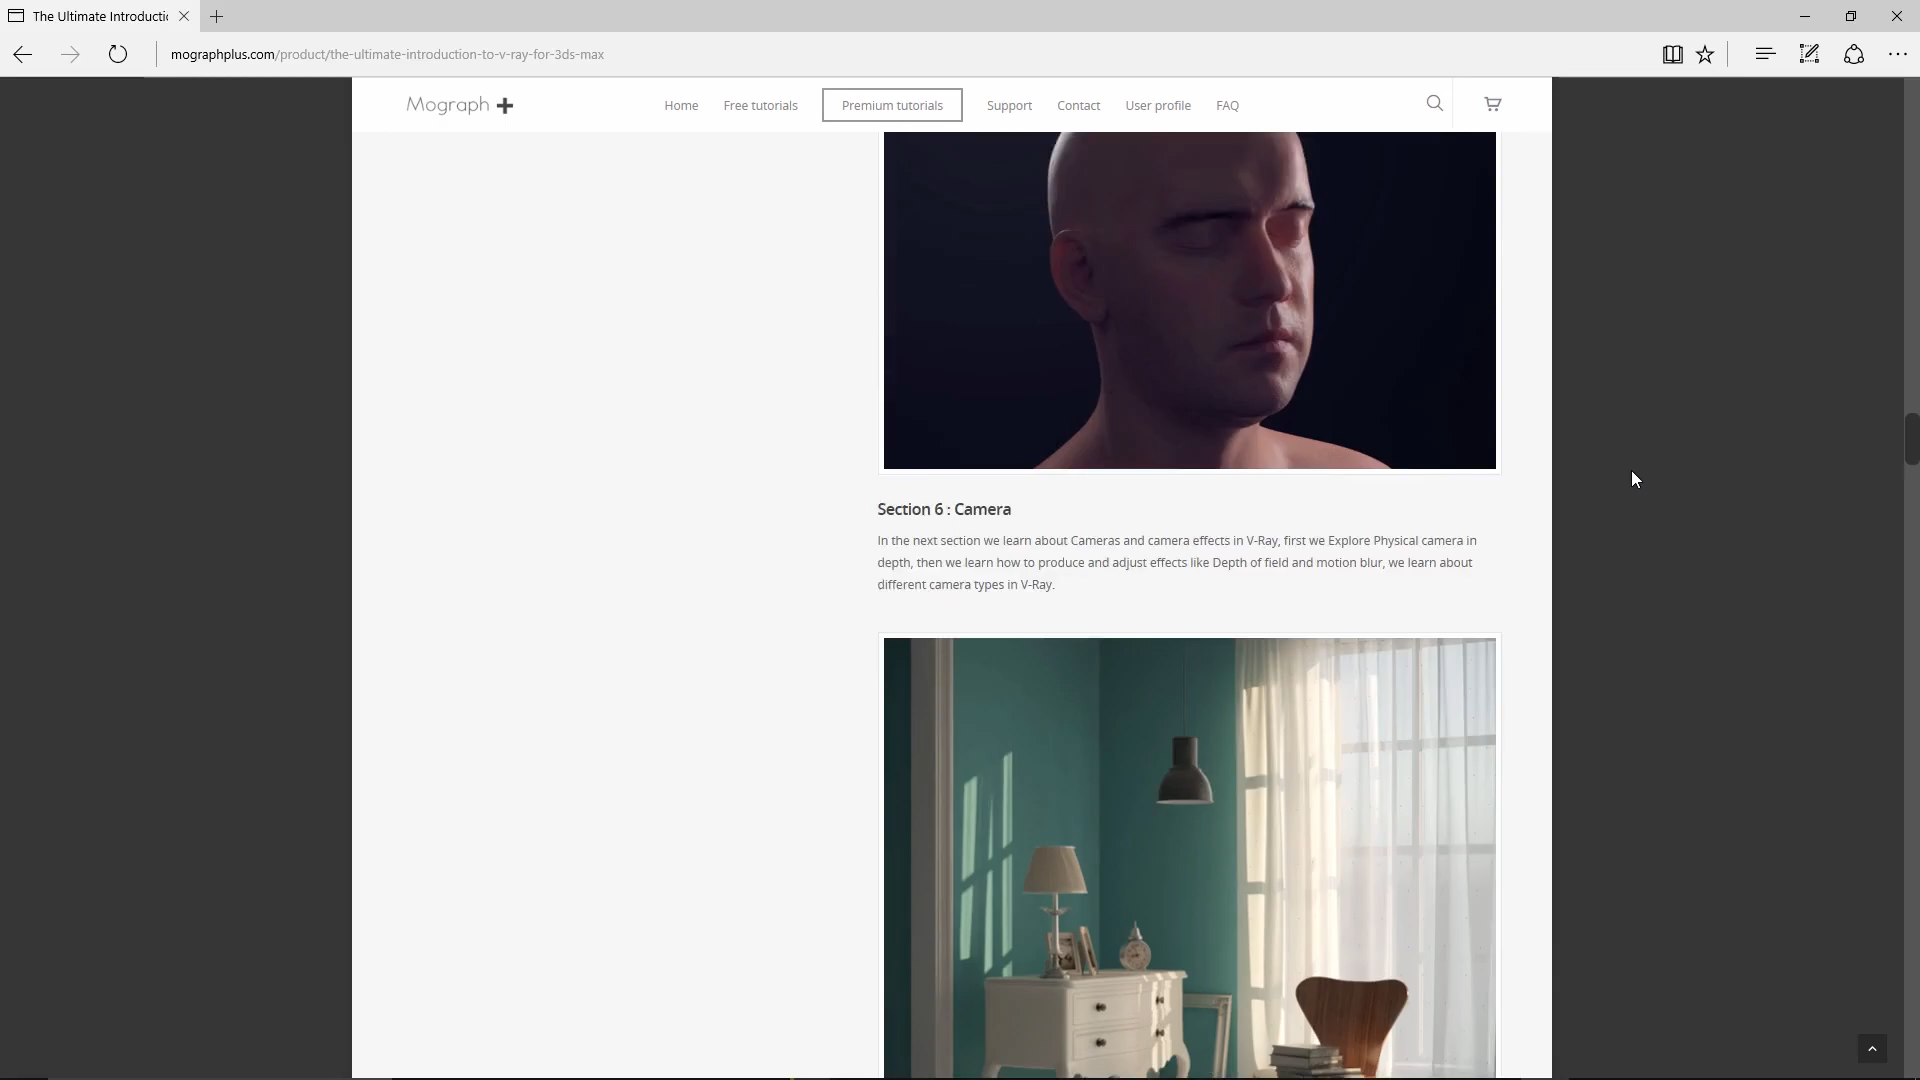 The Ultimate Introducti
mographplus.com/product/the-ultimate-introduction-to-v-ray-for-3ds-max
Mograph
Home
Free tutorials
Premium tutorials
Support
Contact
User profile
FAQ
Section 6 : Camera
In the next section we learn about Cameras and camera effects in V-Ray, first we Explore Physical camera in
depth, then we learn how to produce and adjust effects like Depth of field and motion blur, we learn about
different camera types in V-Ray.